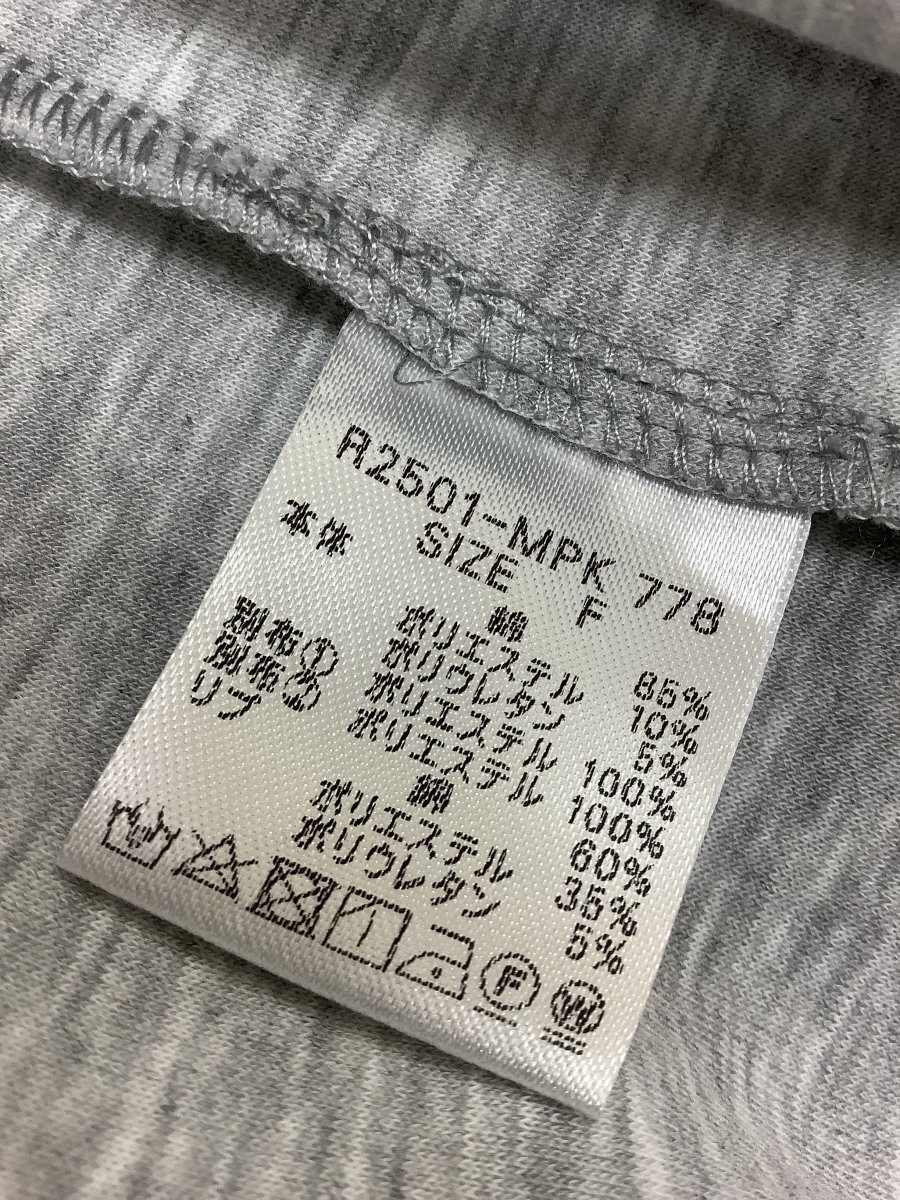 R2501-MPK 778
SIZE F
本体 綿 85%
ポリエステル 10%
ポリウレタン 5%
別布① ポリエステル 100%
別布② ポリエステル 100%
リブ 綿 60%
ポリエステル 35%
ポリウレタン 5%
F W